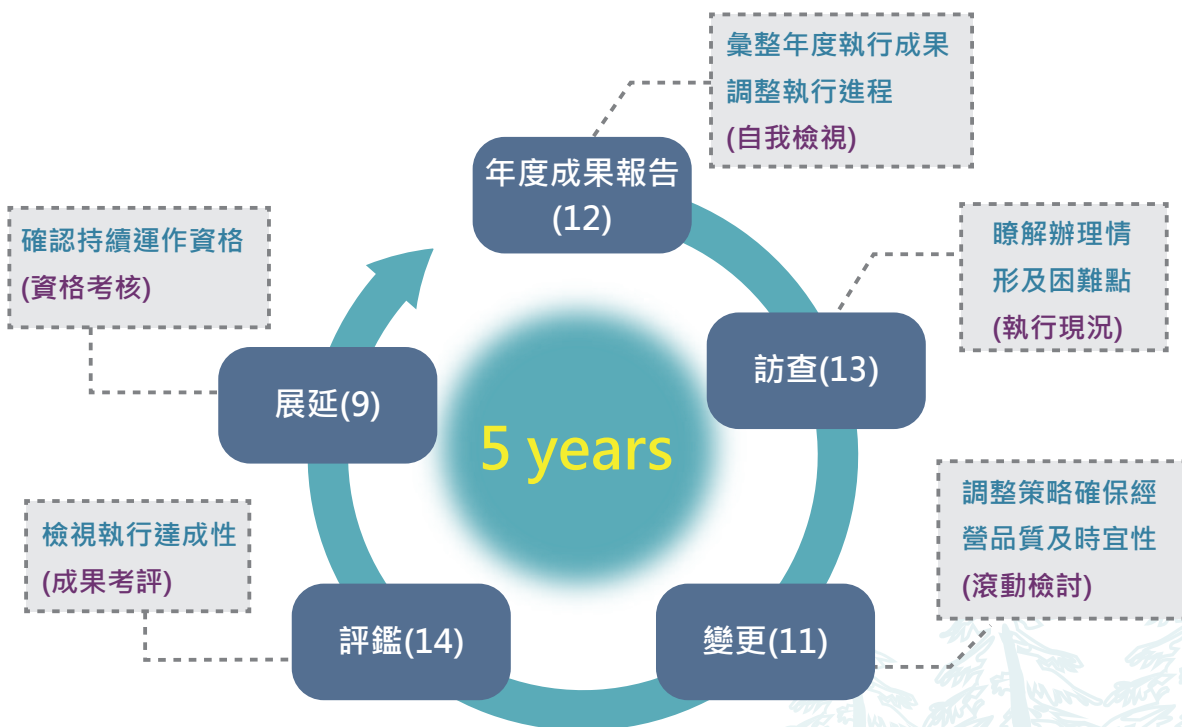 彙整年度執行成果
調整執行進程
(自我檢視)
年度成果報告
(12)
瞭解辦理情
形及困難點
(執行現況)
訪查(13)
調整策略確保經
營品質及時宜性
(滾動檢討)
變更(11)
檢視執行達成性
(成果考評)
評鑑(14)
確認持續運作資格
(資格考核)
展延(9)
5 years